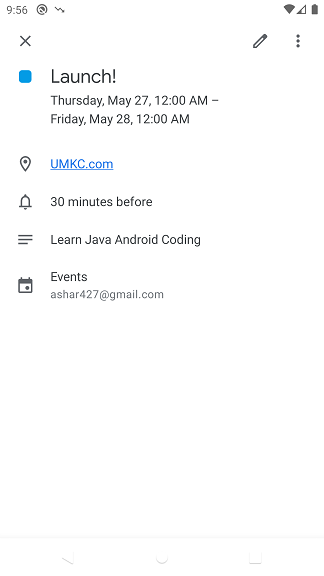 9:56
Launch!
Thursday, May 27, 12:00 AM –
Friday, May 28, 12:00 AM
UMKC.com
30 minutes before
Learn Java Android Coding
Events
ashar427@gmail.com